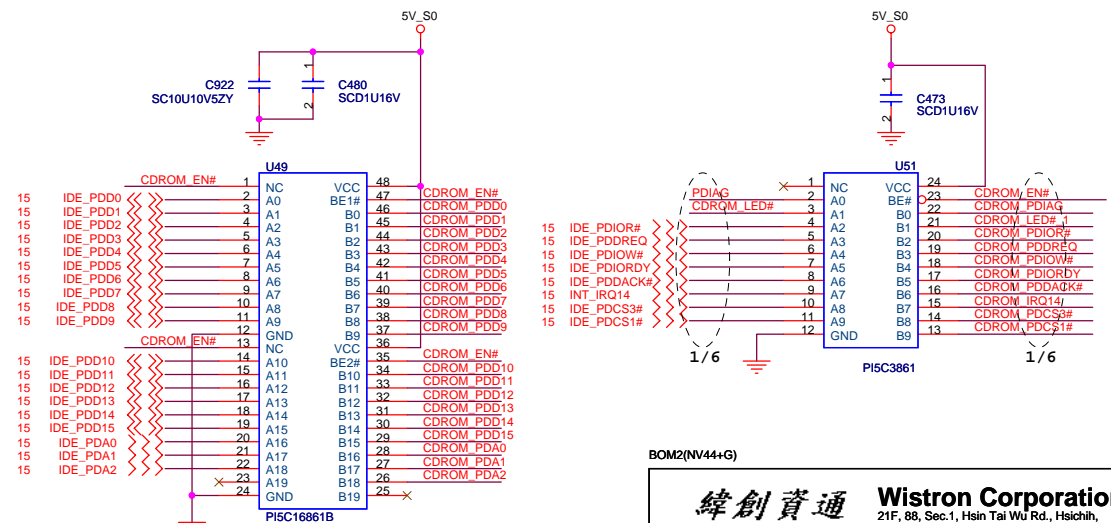 5V_S0
C922
SC10U10V5ZY
1
C480
SCD1U16V
2
U49
CDROM_EN# 1 NC VCC 48
15 IDE_PDD0 2 A0 BE1# 47 CDROM_EN#
15 IDE_PDD1 3 A1 B0 46 CDROM_PDD0
15 IDE_PDD2 4 A2 B1 45 CDROM_PDD1
15 IDE_PDD3 5 A3 B2 44 CDROM_PDD2
15 IDE_PDD4 6 A4 B3 43 CDROM_PDD3
15 IDE_PDD5 7 A5 B4 42 CDROM_PDD4
15 IDE_PDD6 8 A6 B5 41 CDROM_PDD5
15 IDE_PDD7 9 A7 B6 40 CDROM_PDD6
15 IDE_PDD8 10 A8 B7 39 CDROM_PDD7
15 IDE_PDD9 11 A9 B8 38 CDROM_PDD8
12 GND B9 37 CDROM_PDD9
CDROM_EN# 13 NC VCC 36
15 IDE_PDD10 14 A10 BE2# 35 CDROM_EN#
15 IDE_PDD11 15 A11 B10 34 CDROM_PDD10
15 IDE_PDD12 16 A12 B11 33 CDROM_PDD11
15 IDE_PDD13 17 A13 B12 32 CDROM_PDD12
15 IDE_PDD14 18 A14 B13 31 CDROM_PDD13
15 IDE_PDD15 19 A15 B14 30 CDROM_PDD14
15 IDE_PDA0 20 A16 B15 29 CDROM_PDD15
15 IDE_PDA1 21 A17 B16 28 CDROM_PDA0
15 IDE_PDA2 22 A18 B17 27 CDROM_PDA1
23 A19 B18 26 CDROM_PDA2
24 GND B19 25
PI5C16861B
5V_S0
1
C473
SCD1U16V
2
U51
1 NC VCC 24
PDIAG 2 A0 BE# 23 CDROM_EN#
CDROM_LED# 3 A1 B0 22 CDROM_PDIAG
15 IDE_PDIOR# 4 A2 B1 21 CDROM_LED#_1
15 IDE_PDDREQ 5 A3 B2 20 CDROM_PDIOR#
15 IDE_PDIOW# 6 A4 B3 19 CDROM_PDDREQ
15 IDE_PDIORDY 7 A5 B4 18 CDROM_PDIOW#
15 IDE_PDDACK# 8 A6 B5 17 CDROM_PDIORDY
15 INT_IRQ14 9 A7 B6 16 CDROM_PDDACK#
15 IDE_PDCS3# 10 A8 B7 15 CDROM_IRQ14
15 IDE_PDCS1# 11 A9 B8 14 CDROM_PDCS3#
12 GND B9 13 CDROM_PDCS1#
1/6
1/6
PI5C3861
BOM2(NV44+G)
緯創資通 Wistron Corporation
21F, 88, Sec.1, Hsin Tai Wu Rd., Hsichih,